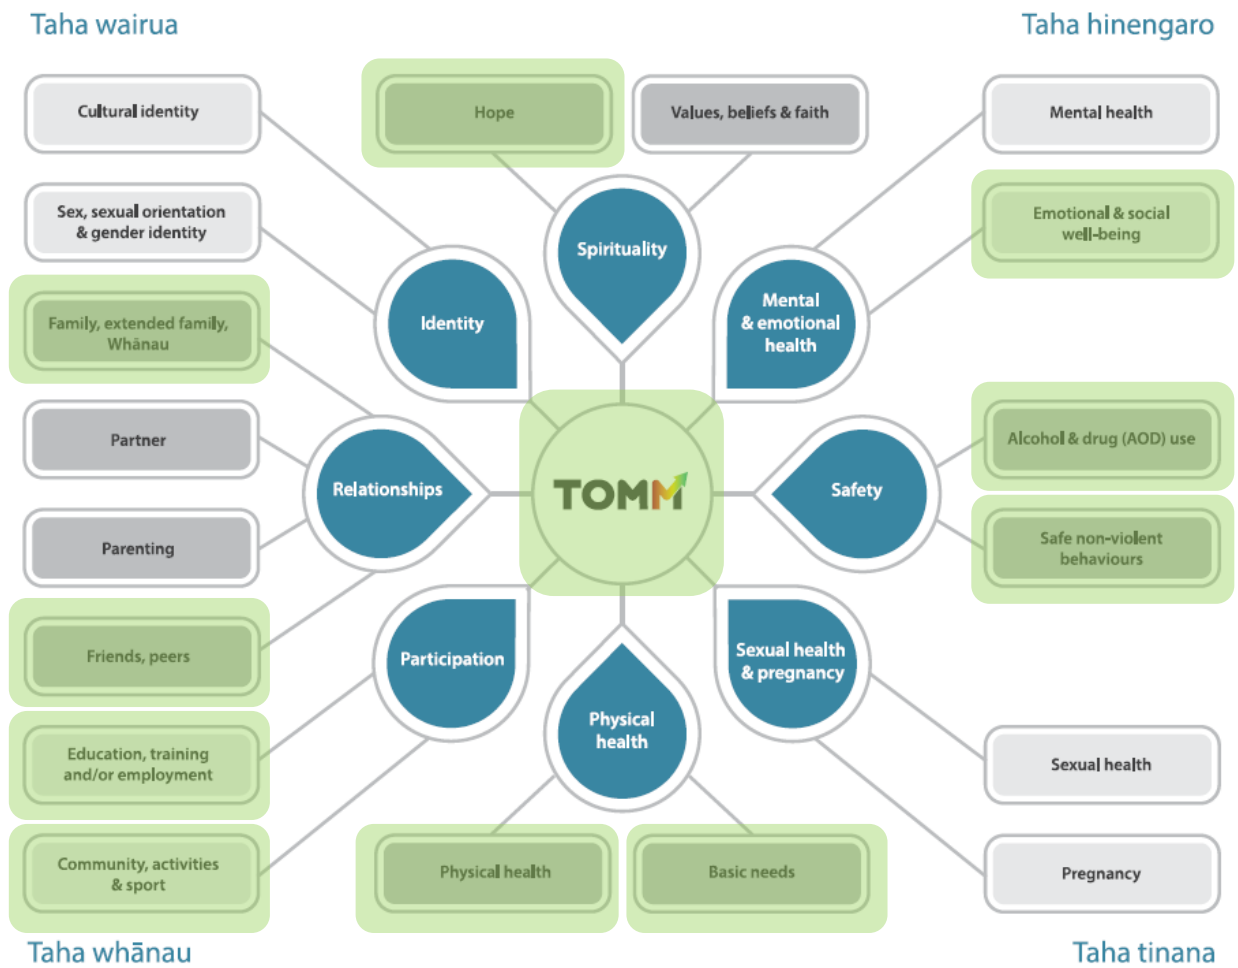 Taha wairua
Taha hinengaro
Cultural identity
Hope
Values, beliefs & faith
Mental health
Sex, sexual orientation
& gender identity
Emotional & social
well-being
Spirituality
Identity
Mental
& emotional
health
Family, extended family,
Whānau
Partner
Alcohol & drug (AOD) use
Relationships
TOMM
Safety
Parenting
Safe non-violent
behaviours
Friends, peers
Participation
Sexual health
& pregnancy
Physical
health
Education, training
and/or employment
Sexual health
Community, activities
& sport
Physical health
Basic needs
Pregnancy
Taha whānau
Taha tinana